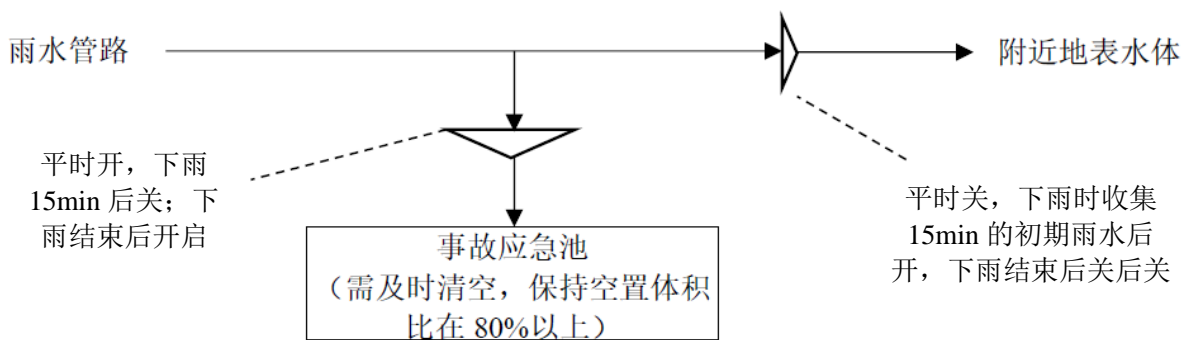 雨水管路
附近地表水体
平时开，下雨
15min 后关；下
雨结束后开启
平时关，下雨时收集
15min 的初期雨水后
开，下雨结束后关后关
事故应急池
（需及时清空，保持空置体积
比在 80%以上）